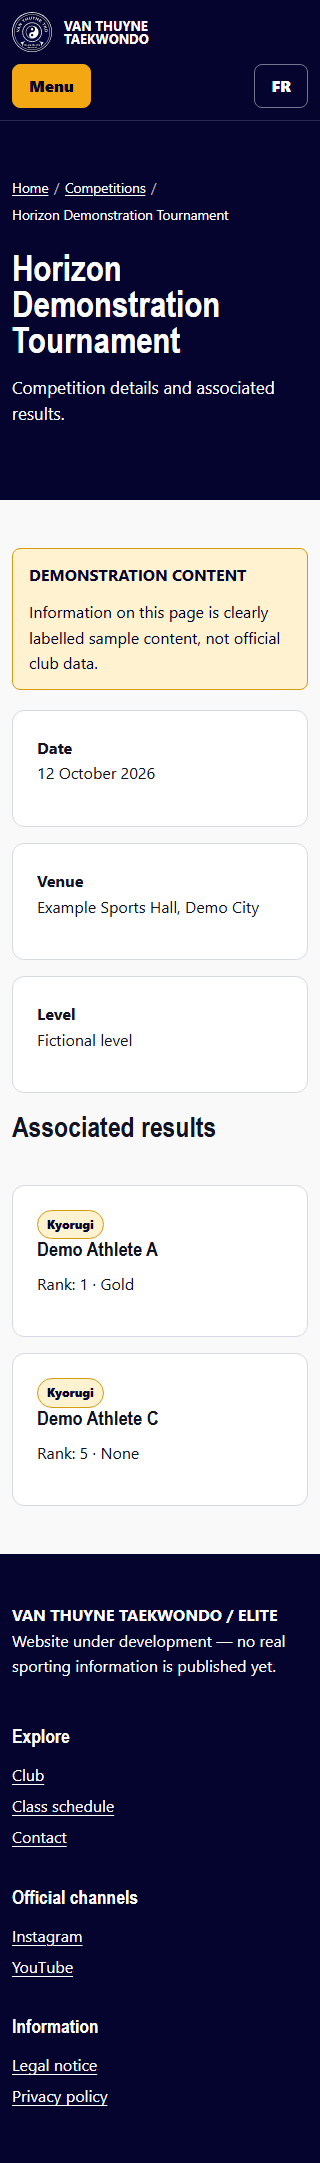 VAN THUYNE
TAEKWONDO
Menu
FR
Home / Competitions /
Horizon Demonstration Tournament
Horizon
Demonstration
Tournament
Competition details and associated
results.
DEMONSTRATION CONTENT
Information on this page is clearly
labelled sample content, not official
club data.
Date
12 October 2026
Venue
Example Sports Hall, Demo City
Level
Fictional level
Associated results
Kyorugi
Demo Athlete A
Rank: 1 · Gold
Kyorugi
Demo Athlete C
Rank: 5 · None
VAN THUYNE TAEKWONDO / ELITE
Website under development — no real
sporting information is published yet.
Explore
Club
Class schedule
Contact
Official channels
Instagram
YouTube
Information
Legal notice
Privacy policy